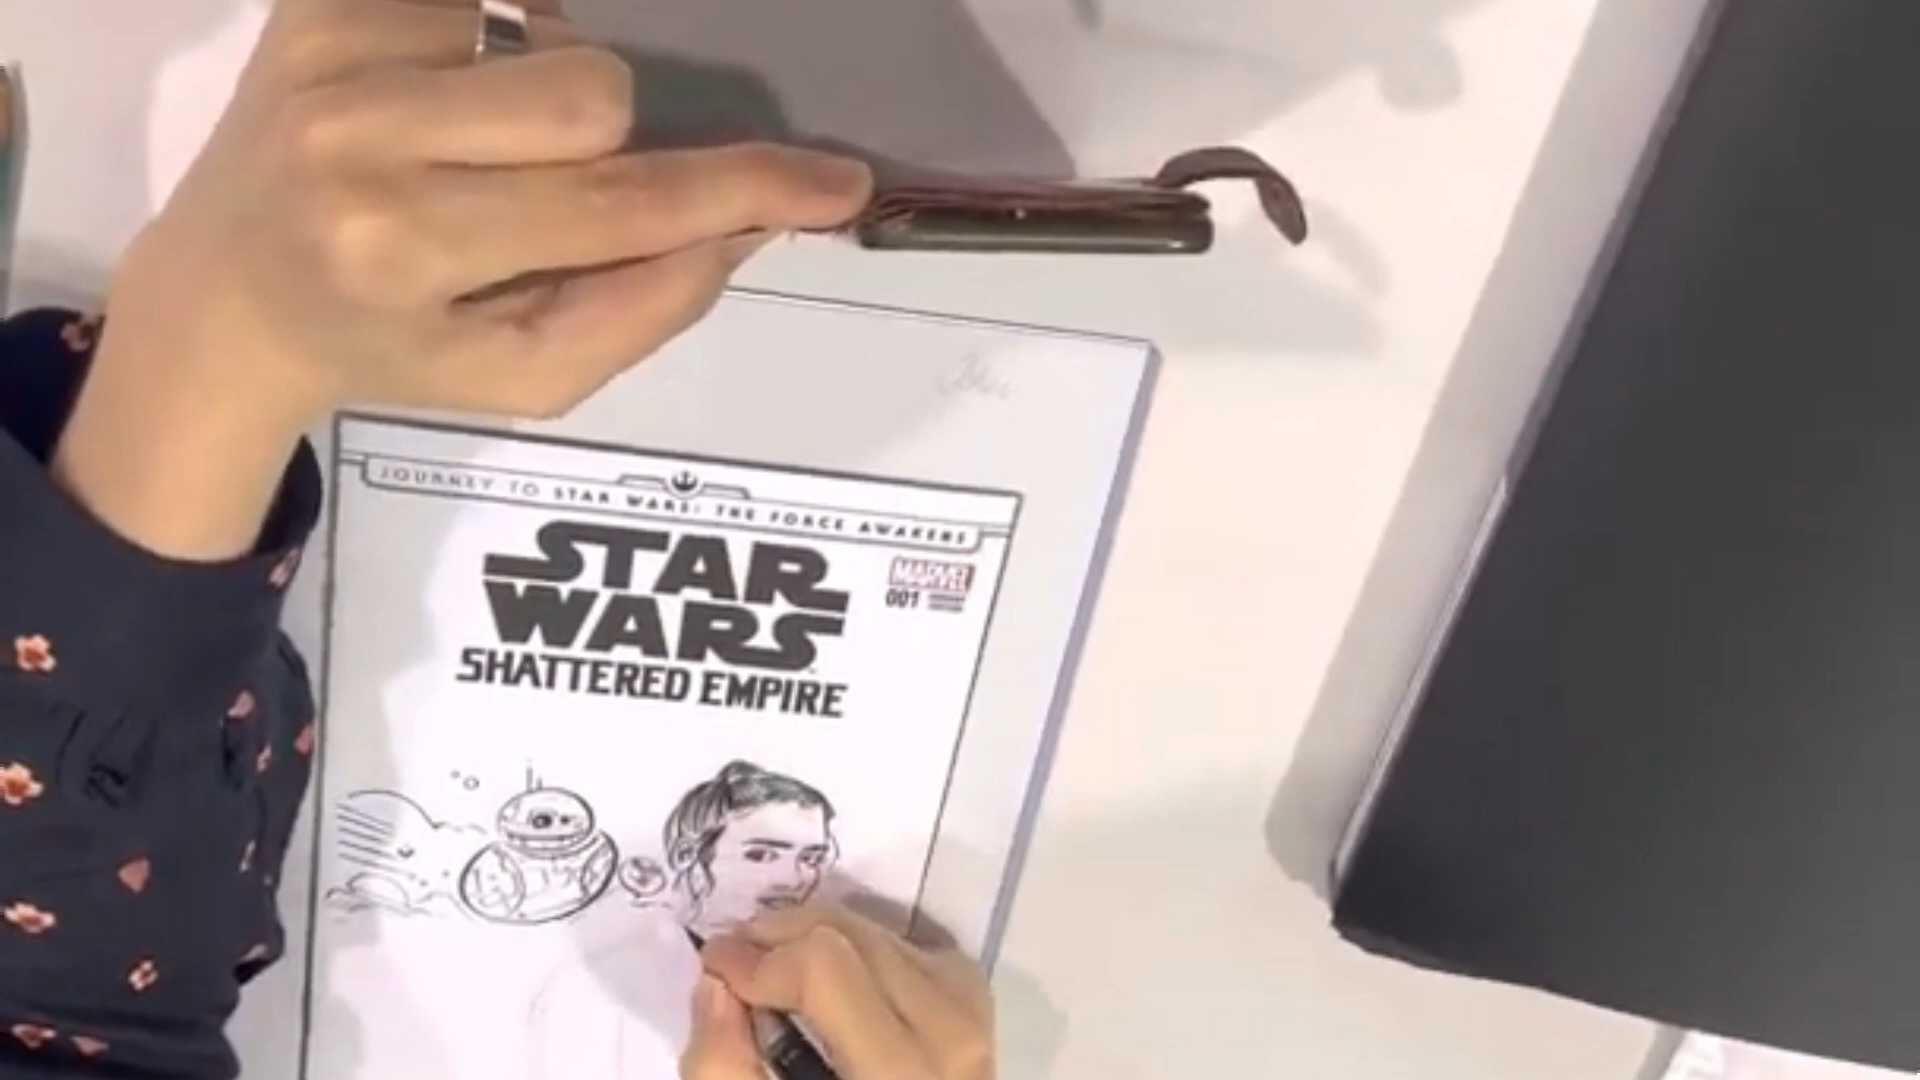 JOURNEY TO STAR WARS: THE FORCE AWAKENS
STAR
WARS
SHATTERED EMPIRE
MARVEL
001